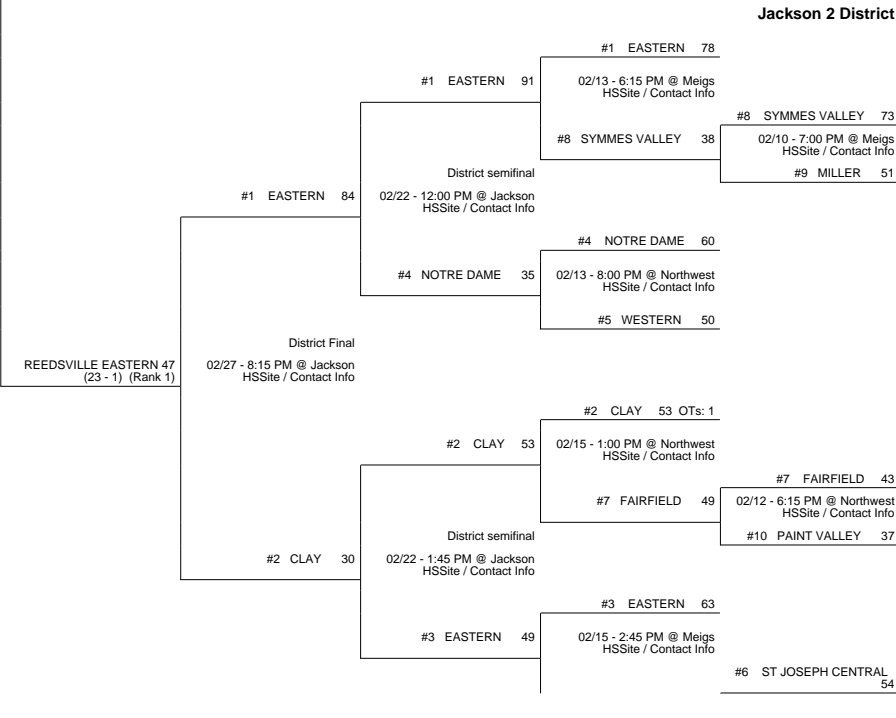 Jackson 2 District
#1 EASTERN 78
#1 EASTERN 91
02/13 - 6:15 PM @ Meigs
HSSite / Contact Info
#8 SYMMES VALLEY 73
#8 SYMMES VALLEY 38
02/10 - 7:00 PM @ Meigs
HSSite / Contact Info
District semifinal
#9 MILLER 51
#1 EASTERN 84
02/22 - 12:00 PM @ Jackson
HSSite / Contact Info
#4 NOTRE DAME 60
#4 NOTRE DAME 35
02/13 - 8:00 PM @ Northwest
HSSite / Contact Info
#5 WESTERN 50
District Final
REEDSVILLE EASTERN 47
(23 - 1) (Rank 1)
02/27 - 8:15 PM @ Jackson
HSSite / Contact Info
#2 CLAY 53 OTs: 1
#2 CLAY 53
02/15 - 1:00 PM @ Northwest
HSSite / Contact Info
#7 FAIRFIELD 43
#7 FAIRFIELD 49
02/12 - 6:15 PM @ Northwest
HSSite / Contact Info
District semifinal
#10 PAINT VALLEY 37
#2 CLAY 30
02/22 - 1:45 PM @ Jackson
HSSite / Contact Info
#3 EASTERN 63
#3 EASTERN 49
02/15 - 2:45 PM @ Meigs
HSSite / Contact Info
#6 ST JOSEPH CENTRAL
54